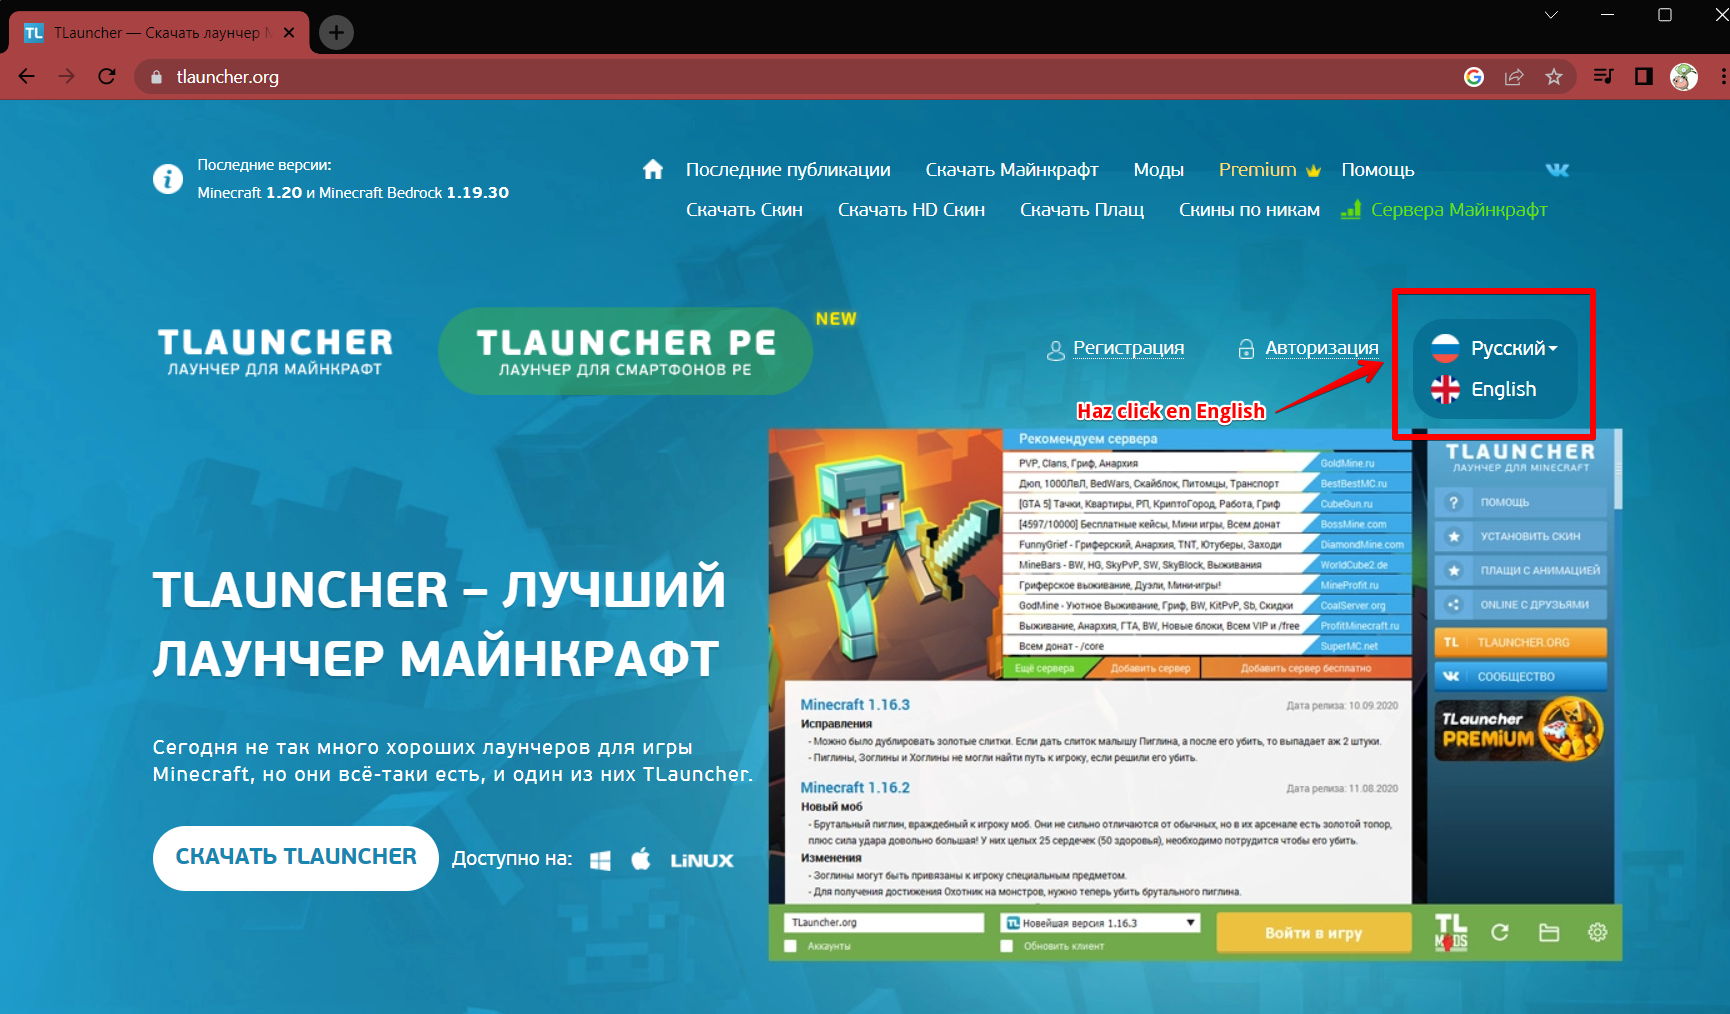 TLauncher — Скачать лаунчер
tlauncher.org
Последние версии:
Minecraft 1.20 и Minecraft Bedrock 1.19.30
Последние публикации Скачать Майнкрафт Моды Premium Помощь
Скачать Скин Скачать HD Скин Скачать Плащ Скины по никам Сервера Майнкрафт
TLAUNCHER
ЛАУНЧЕР ДЛЯ МАЙНКРАФТ
TLAUNCHER PE
ЛАУНЧЕР ДЛЯ СМАРТФОНОВ PE
NEW
Регистрация
Авторизация
Русский
English
Haz click en English
TLAUNCHER – ЛУЧШИЙ
ЛАУНЧЕР МАЙНКРАФТ
Сегодня не так много хороших лаунчеров для игры
Minecraft, но они всё-таки есть, и один из них TLauncher.
СКАЧАТЬ TLAUNCHER
Доступно на:
LiNUX
Рекомендуем сервера
PVP, Clans, Гриф, Анархия GoldMine.ru
Дюп, 1000ЛвЛ, BedWars, Скайблок, Питомцы, Транспорт BestBestMC.ru
[GTA 5] Тачки, Квартиры, РП, КриптоГород, Работа, Гриф CubeGun.ru
[4597/10000] Бесплатные кейсы, Мини игры, Всем донат BossMine.com
FunnyGrief - Гриферский, Анархия, TNT, Ютуберы, Заходи DiamondMine.com
MineBars - BW, HG, SkyPvP, SW, SkyBlock, Выживания WorldCube2.de
Гриферское выживание, Дуэли, Мини-игры! MineProfit.ru
GodMine - Уютное Выживание, Гриф, BW, KitPvP, Sb, Скидки CoalServer.org
Выживание, Анархия, ГТА, BW, Новые блоки, Всем VIP и /free ProfitMinecraft.ru
Всем донат - /core SuperMC.net
Ещё сервера Добавить сервер Добавить сервер бесплатно
Minecraft 1.16.3 Дата релиза: 10.09.2020
Исправления
- Можно было дублировать золотые слитки. Если дать слиток малышу Пиглина, а после его убить, то выпадает аж 2 штуки.
- Пиглины, Зоглины и Хоглины не могли найти путь к игроку, если решили его убить.
Minecraft 1.16.2 Дата релиза: 11.08.2020
Новый моб
- Брутальный пиглин, враждебный к игроку моб. Они не сильно отличаются от обычных, но в их арсенале есть золотой топор,
плюс сила удара довольно большая! У них целых 25 сердечек (50 здоровья), необходимо потрудится чтобы его убить.
Изменения
- Зоглины могут быть привязаны к игроку специальным предметом.
- Для получения достижения Охотник на монстров, нужно теперь убить брутального пиглина.
TLAUNCHER
ЛАУНЧЕР ДЛЯ MINECRAFT
ПОМОЩЬ
УСТАНОВИТЬ СКИН
ПЛАЩИ С АНИМАЦИЕЙ
ONLINE С ДРУЗЬЯМИ
TL TLAUNCHER.ORG
СООБЩЕСТВО
TLauncher
PREMIUM
TLauncher.org
Аккаунты
TL Новейшая версия 1.16.3
Обновить клиент
Войти в игру
TL
MODS